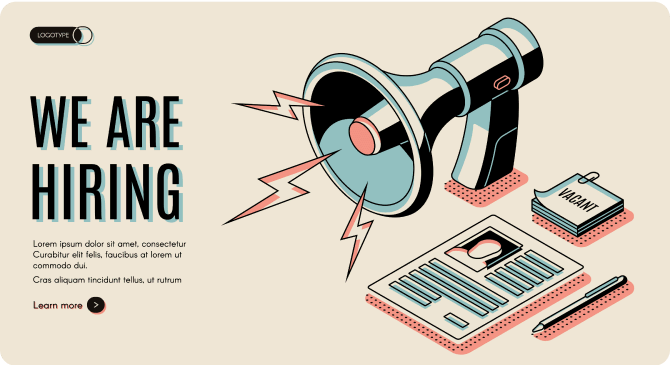 LOGOTYPE
WE ARE
HIRING
Lorem ipsum dolor sit amet, consectetur
Curabitur elit felis, faucibus at lorem ut
commodo dui.
Cras aliquam tincidunt tellus, ut rutrum
Learn more >
VACANT